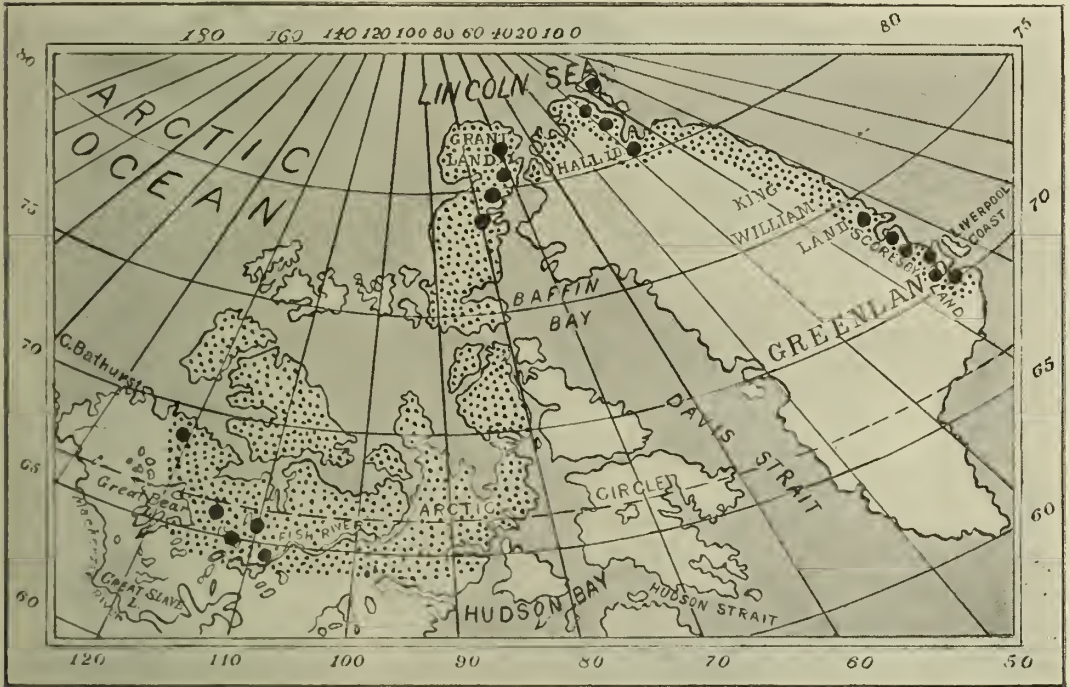 180 160 140 120 100 80 60 40 20 10 0
80
75
80
75
70
65
60
70
65
60
120 110 100 90 80 70 60 50
ARCTIC
OCEAN
LINCOLN SEA
GRANT
LAND
HALL
KING
WILLIAM
LAND
SCORESBY
LAND
LIVERPOOL
COAST
BAFFIN
BAY
GREENLAN
DAVIS STRAIT
C. Bathurst
Great Bear
FISH RIVER
ARCTIC CIRCLE
GREAT SLAVE
L.
HUDSON BAY
HUDSON STRAIT